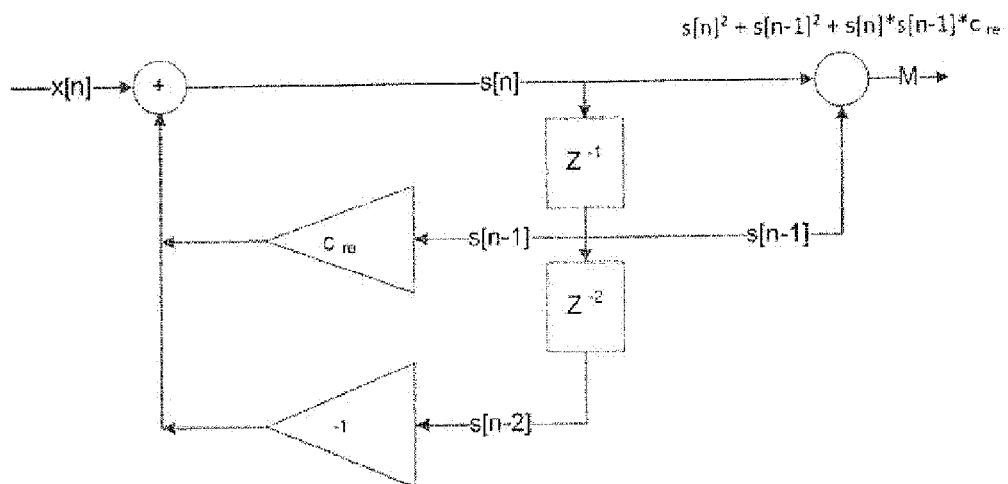 s[n]² + s[n-1]² + s[n]*s[n-1]*c re
x[n]
+
s[n]
M
Z -1
C re
s[n-1]
s[n-1]
Z -2
-1
s[n-2]